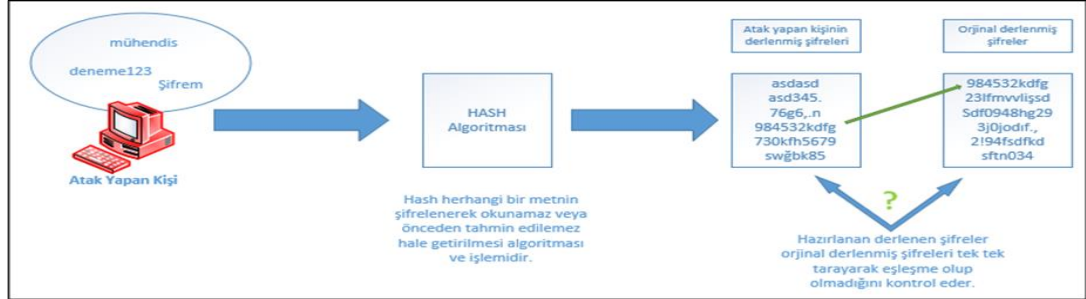 mühendis
deneme123
Şifrem
Atak Yapan Kişi
HASH
Algoritması
Hash herhangi bir metnin
şifrelenerek okunamaz veya
önceden tahmin edilemez
hale getirilmesi algoritması
ve işlemidir.
Atak yapan kişinin
derlenmiş şifreleri
asdasd
asd345.
76g6,.n
984532kdfg
730kfh5679
swğbk85
Orjinal derlenmiş
şifreler
984532kdfg
23lfmvvlişsd
Sdf0948hg29
3j0jodıf.,
2!94fsdfkd
sftn034
?
Hazırlanan derlenen şifreler
orjinal derlenmiş şifreleri tek tek
tarayarak eşleşme olup
olmadığını kontrol eder.